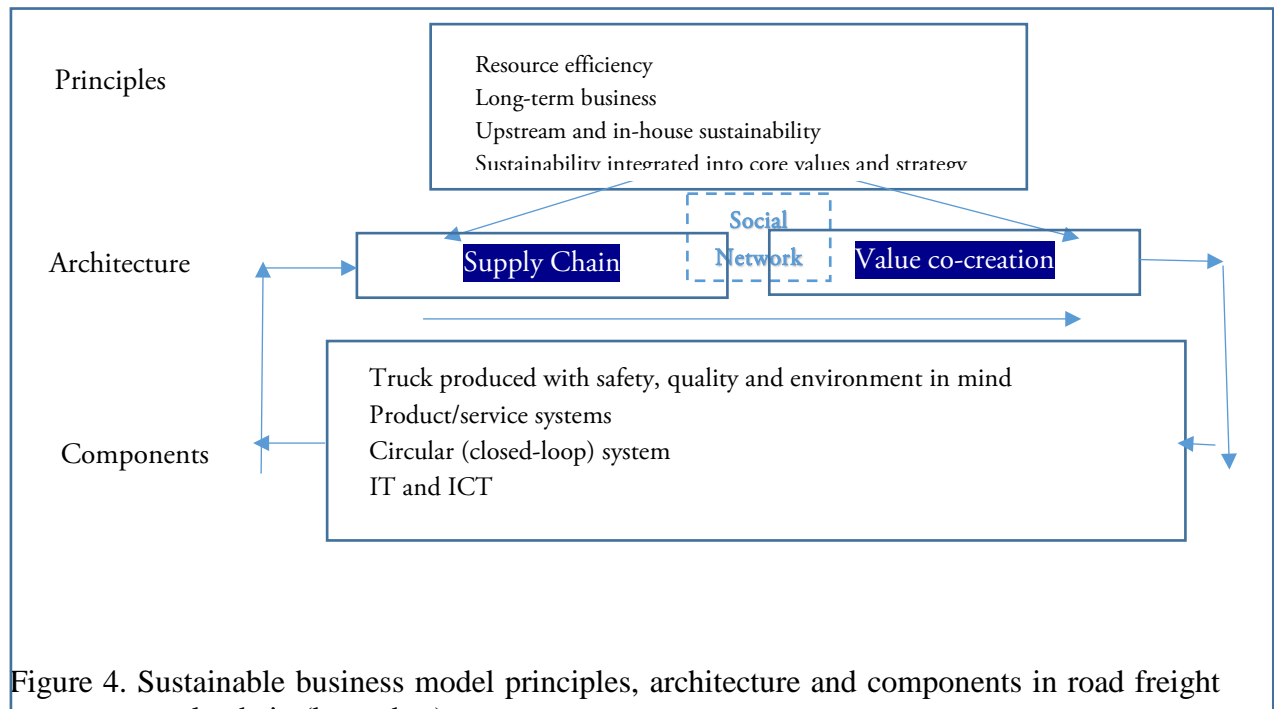 Principles
Resource efficiency
Long-term business
Upstream and in-house sustainability
Sustainability integrated into core values and strategy
Architecture
Supply Chain
Social
Network
Value co-creation
Components
Truck produced with safety, quality and environment in mind
Product/service systems
Circular (closed-loop) system
IT and ICT
Figure 4. Sustainable business model principles, architecture and components in road freight